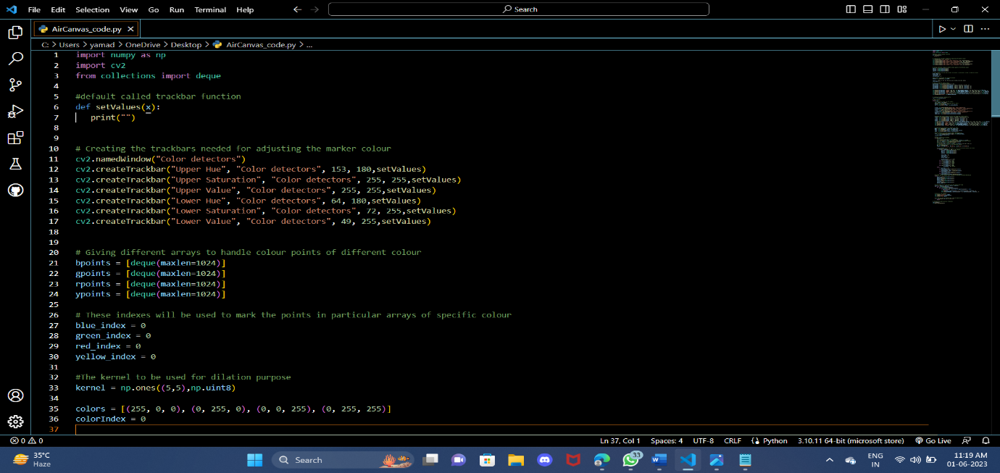 File Edit Selection View Go Run Terminal Help Search
AirCanvas_code.py
C: > Users > yamad > OneDrive > Desktop > AirCanvas_code.py > ...
1 import numpy as np
2 import cv2
3 from collections import deque
4
5 #default called trackbar function
6 def setValues(x):
7 print("")
8
9
10 # Creating the trackbars needed for adjusting the marker colour
11 cv2.namedWindow("Color detectors")
12 cv2.createTrackbar("Upper Hue", "Color detectors", 153, 180,setValues)
13 cv2.createTrackbar("Upper Saturation", "Color detectors", 255, 255,setValues)
14 cv2.createTrackbar("Upper Value", "Color detectors", 255, 255,setValues)
15 cv2.createTrackbar("Lower Hue", "Color detectors", 64, 180,setValues)
16 cv2.createTrackbar("Lower Saturation", "Color detectors", 72, 255,setValues)
17 cv2.createTrackbar("Lower Value", "Color detectors", 49, 255,setValues)
18
19
20 # Giving different arrays to handle colour points of different colour
21 bpoints = [deque(maxlen=1024)]
22 gpoints = [deque(maxlen=1024)]
23 rpoints = [deque(maxlen=1024)]
24 ypoints = [deque(maxlen=1024)]
25
26 # These indexes will be used to mark the points in particular arrays of specific colour
27 blue_index = 0
28 green_index = 0
29 red_index = 0
30 yellow_index = 0
31
32 #The kernel to be used for dilation purpose
33 kernel = np.ones((5,5),np.uint8)
34
35 colors = [(255, 0, 0), (0, 255, 0), (0, 0, 255), (0, 255, 255)]
36 colorIndex = 0
37
0 0 Ln 37, Col 1 Spaces: 4 UTF-8 CRLF Python 3.10.11 64-bit (microsoft store) Go Live
35°C
Haze
Search
33
ENG
IN
11:19 AM
01-06-2023